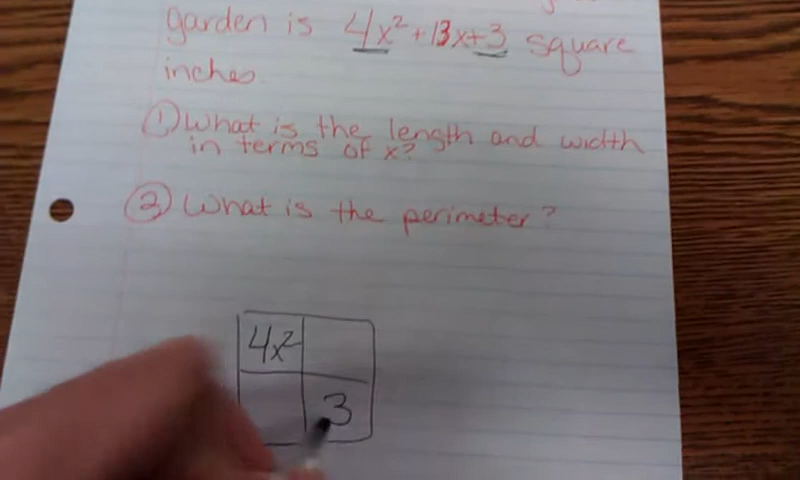 garden is 4x² + 13x+3 square
inches.
① What is the length and width
in terms of x?
② What is the perimeter?
4x²
3